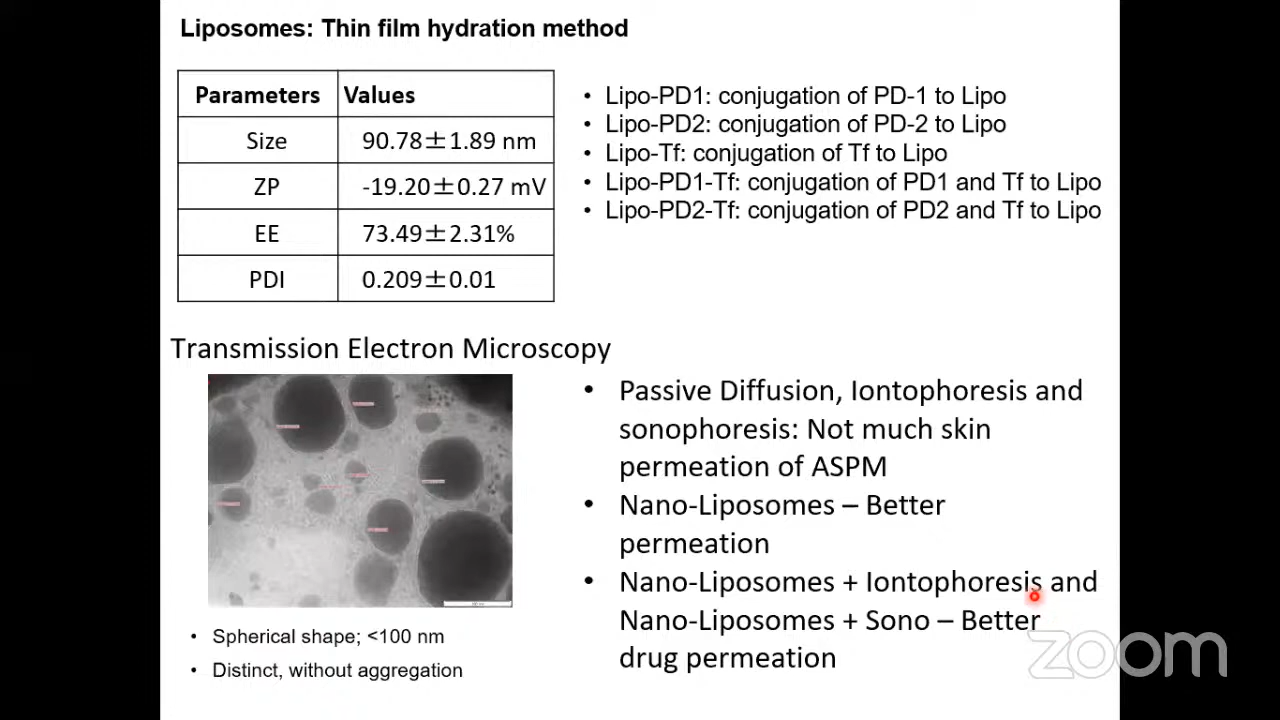 Liposomes: Thin film hydration method
Parameters Values
Size 90.78±1.89 nm
ZP -19.20±0.27 mV
EE 73.49±2.31%
PDI 0.209±0.01
• Lipo-PD1: conjugation of PD-1 to Lipo
• Lipo-PD2: conjugation of PD-2 to Lipo
• Lipo-Tf: conjugation of Tf to Lipo
• Lipo-PD1-Tf: conjugation of PD1 and Tf to Lipo
• Lipo-PD2-Tf: conjugation of PD2 and Tf to Lipo
Transmission Electron Microscopy
• Spherical shape; <100 nm
• Distinct, without aggregation
• Passive Diffusion, Iontophoresis and
sonophoresis: Not much skin
permeation of ASPM
• Nano-Liposomes – Better
permeation
• Nano-Liposomes + Iontophoresis and
Nano-Liposomes + Sono – Better
drug permeation
zoom